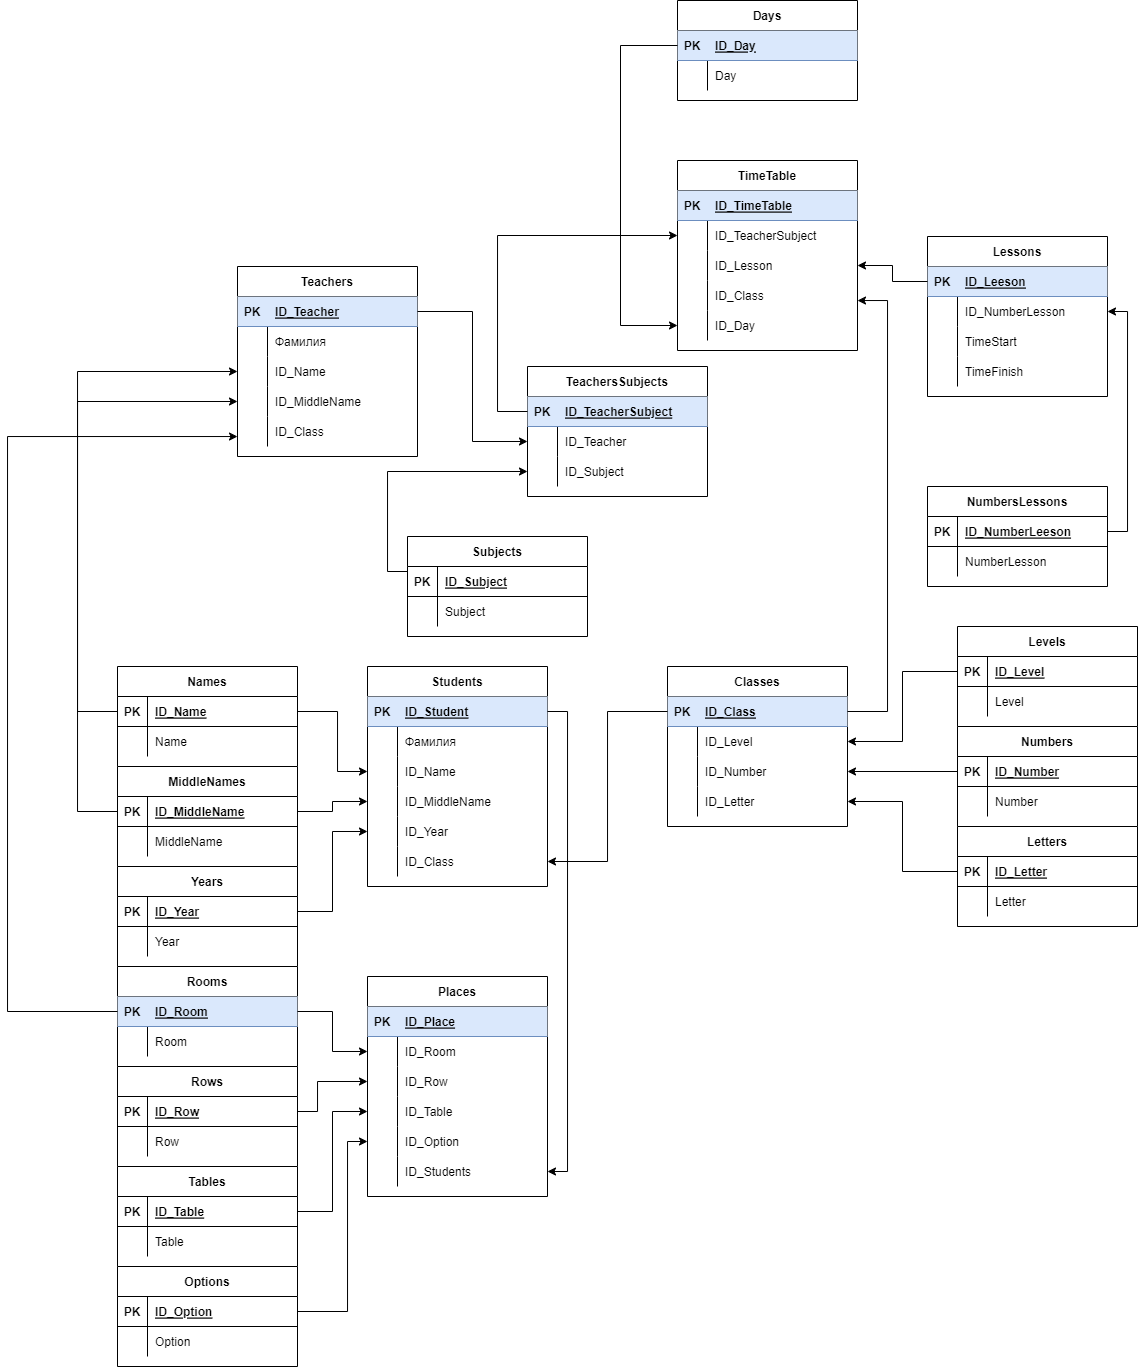 Days
PK ID_Day
Day
TimeTable
PK ID_TimeTable
ID_TeacherSubject
ID_Lesson
ID_Class
ID_Day
Lessons
PK ID_Leeson
ID_NumberLesson
TimeStart
TimeFinish
Teachers
PK ID_Teacher
Фамилия
ID_Name
ID_MiddleName
ID_Class
TeachersSubjects
PK ID_TeacherSubject
ID_Teacher
ID_Subject
NumbersLessons
PK ID_NumberLeeson
NumberLesson
Subjects
PK ID_Subject
Subject
Names
PK ID_Name
Name
MiddleNames
PK ID_MiddleName
MiddleName
Years
PK ID_Year
Year
Rooms
PK ID_Room
Room
Rows
PK ID_Row
Row
Tables
PK ID_Table
Table
Options
PK ID_Option
Option
Students
PK ID_Student
Фамилия
ID_Name
ID_MiddleName
ID_Year
ID_Class
Places
PK ID_Place
ID_Room
ID_Row
ID_Table
ID_Option
ID_Students
Classes
PK ID_Class
ID_Level
ID_Number
ID_Letter
Levels
PK ID_Level
Level
Numbers
PK ID_Number
Number
Letters
PK ID_Letter
Letter